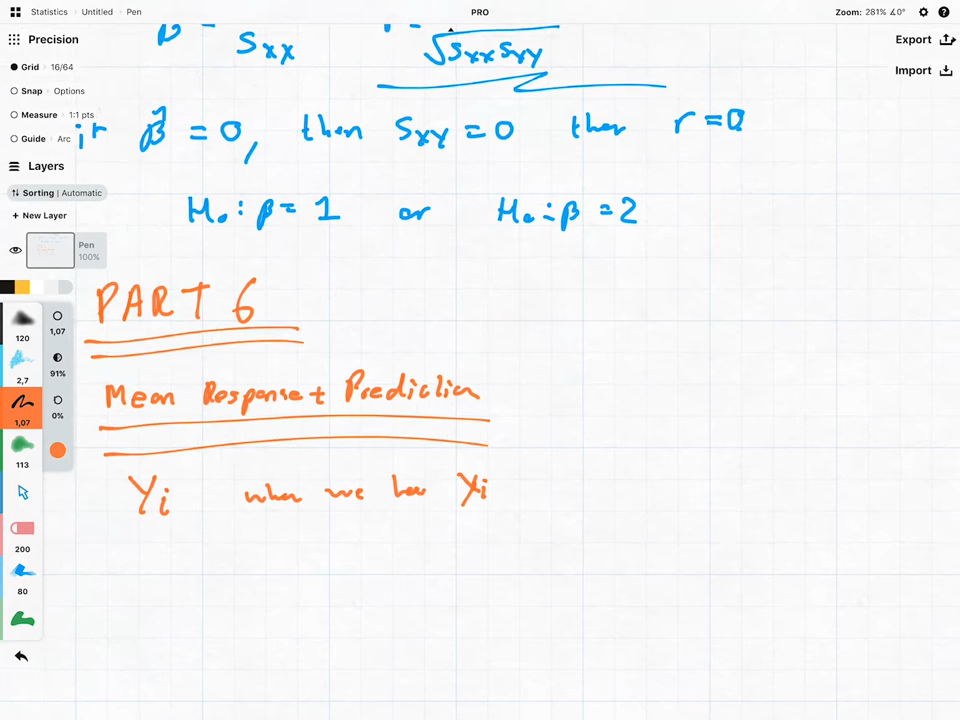 Statistics | Untitled | Pen
PRO
Zoom: 281% ∠0°
Precision
Export
Grid 16/64
Import
Snap Options
Measure 1:1 pts
Guide Arc
Layers
Sorting | Automatic
+ New Layer
Pen
100%
120
2,7
1,07
113
200
80
1,07
91%
0%
Sxx
√SxxSyy
β̂ = 0, then Sxy = 0 then r = 0
H₀: β = 1 or H₀: β = 2
PART 6
Mean Response + Prediction
Yi when we have Xi